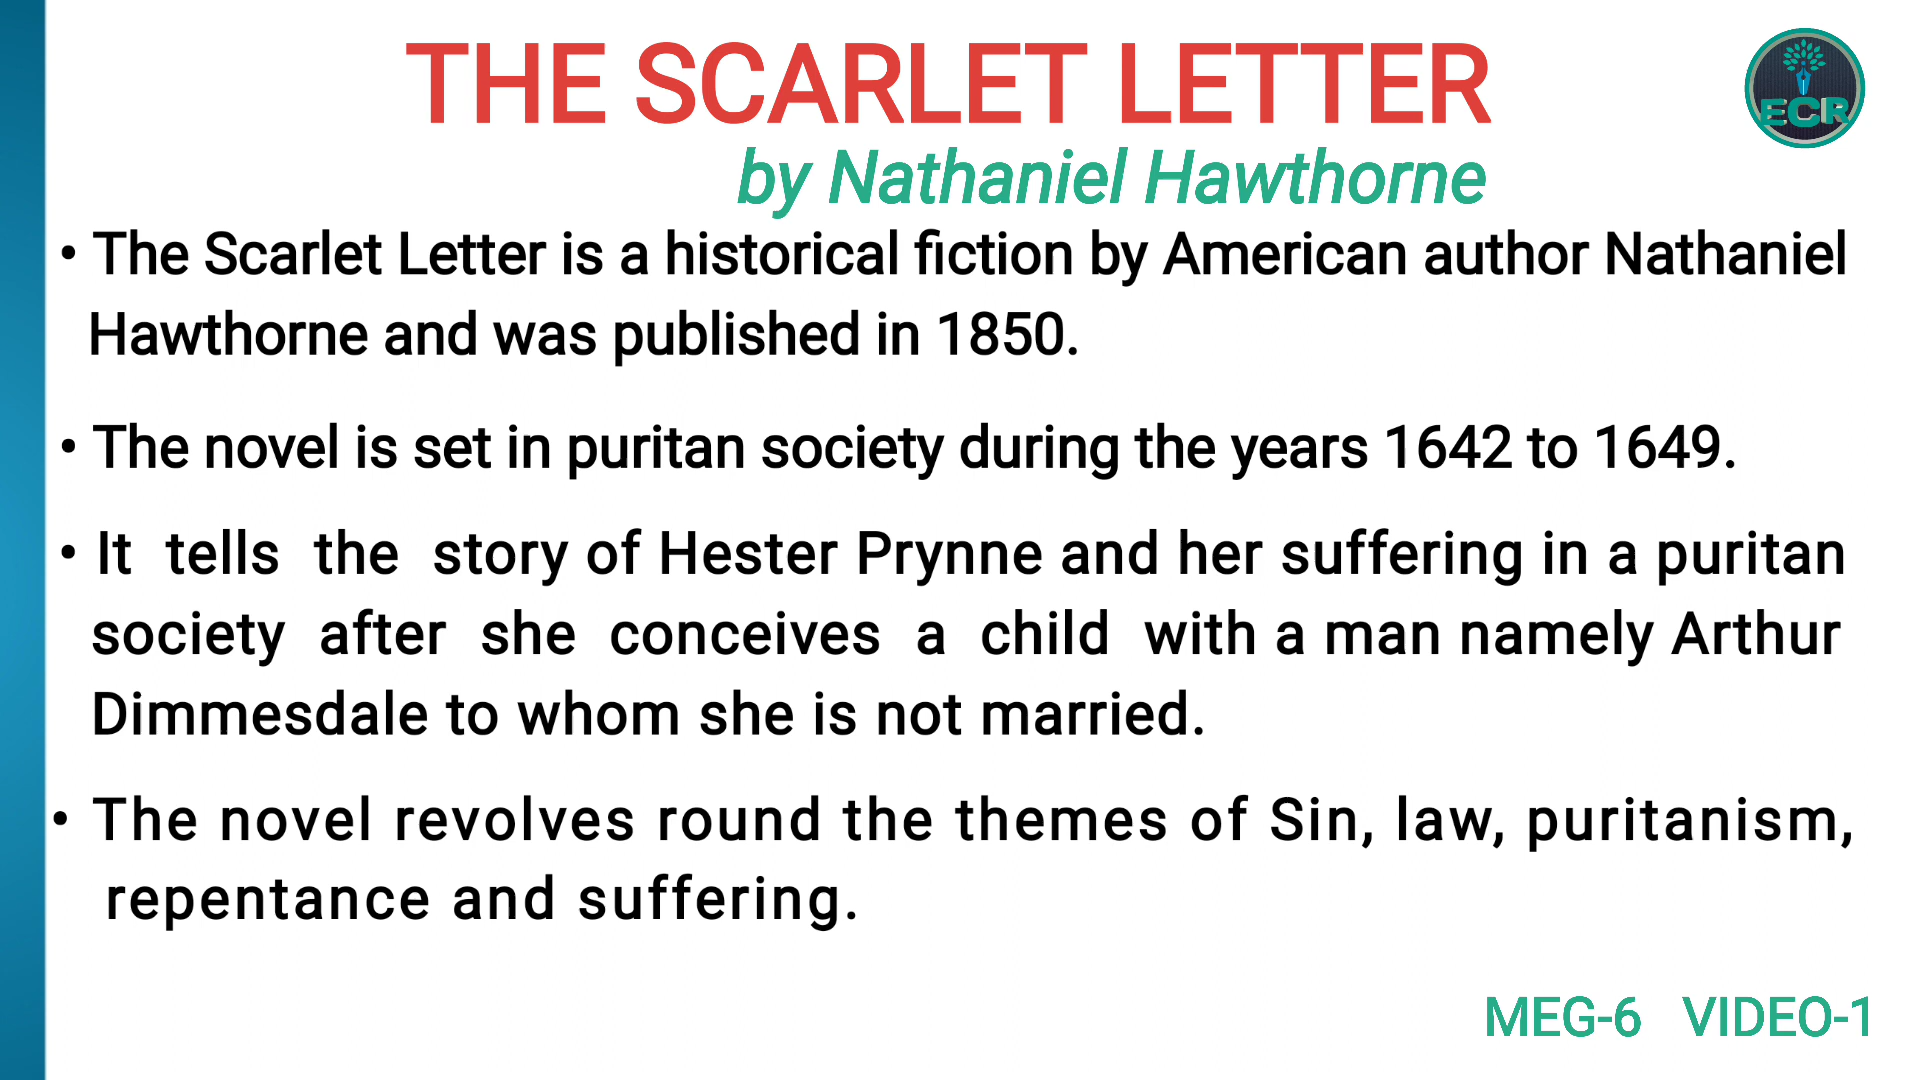 THE SCARLET LETTER
ECR
by Nathaniel Hawthorne
• The Scarlet Letter is a historical fiction by American author Nathaniel
Hawthorne and was published in 1850.
• The novel is set in puritan society during the years 1642 to 1649.
• It tells the story of Hester Prynne and her suffering in a puritan
society after she conceives a child with a man namely Arthur
Dimmesdale to whom she is not married.
• The novel revolves round the themes of Sin, law, puritanism,
repentance and suffering.
MEG-6 VIDEO-1